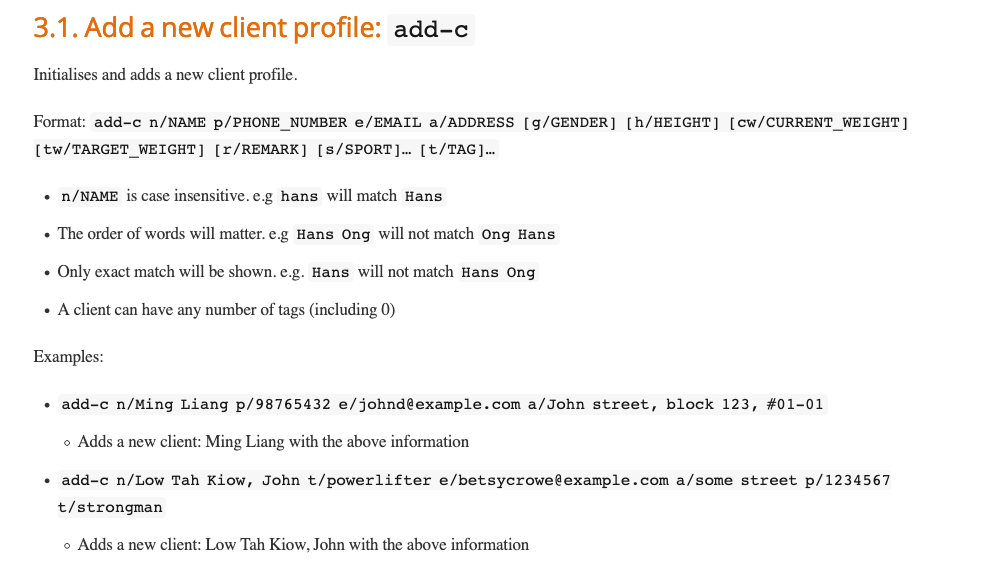 3.1. Add a new client profile: add-c
Initialises and adds a new client profile.
Format: add-c n/NAME p/PHONE_NUMBER e/EMAIL a/ADDRESS [g/GENDER] [h/HEIGHT] [cw/CURRENT_WEIGHT]
[tw/TARGET_WEIGHT] [r/REMARK] [s/SPORT]… [t/TAG]…
• n/NAME is case insensitive. e.g hans will match Hans
• The order of words will matter. e.g Hans Ong will not match Ong Hans
• Only exact match will be shown. e.g. Hans will not match Hans Ong
• A client can have any number of tags (including 0)
Examples:
• add-c n/Ming Liang p/98765432 e/johnd@example.com a/John street, block 123, #01-01
◦ Adds a new client: Ming Liang with the above information
• add-c n/Low Tah Kiow, John t/powerlifter e/betsycrowe@example.com a/some street p/1234567
t/strongman
◦ Adds a new client: Low Tah Kiow, John with the above information